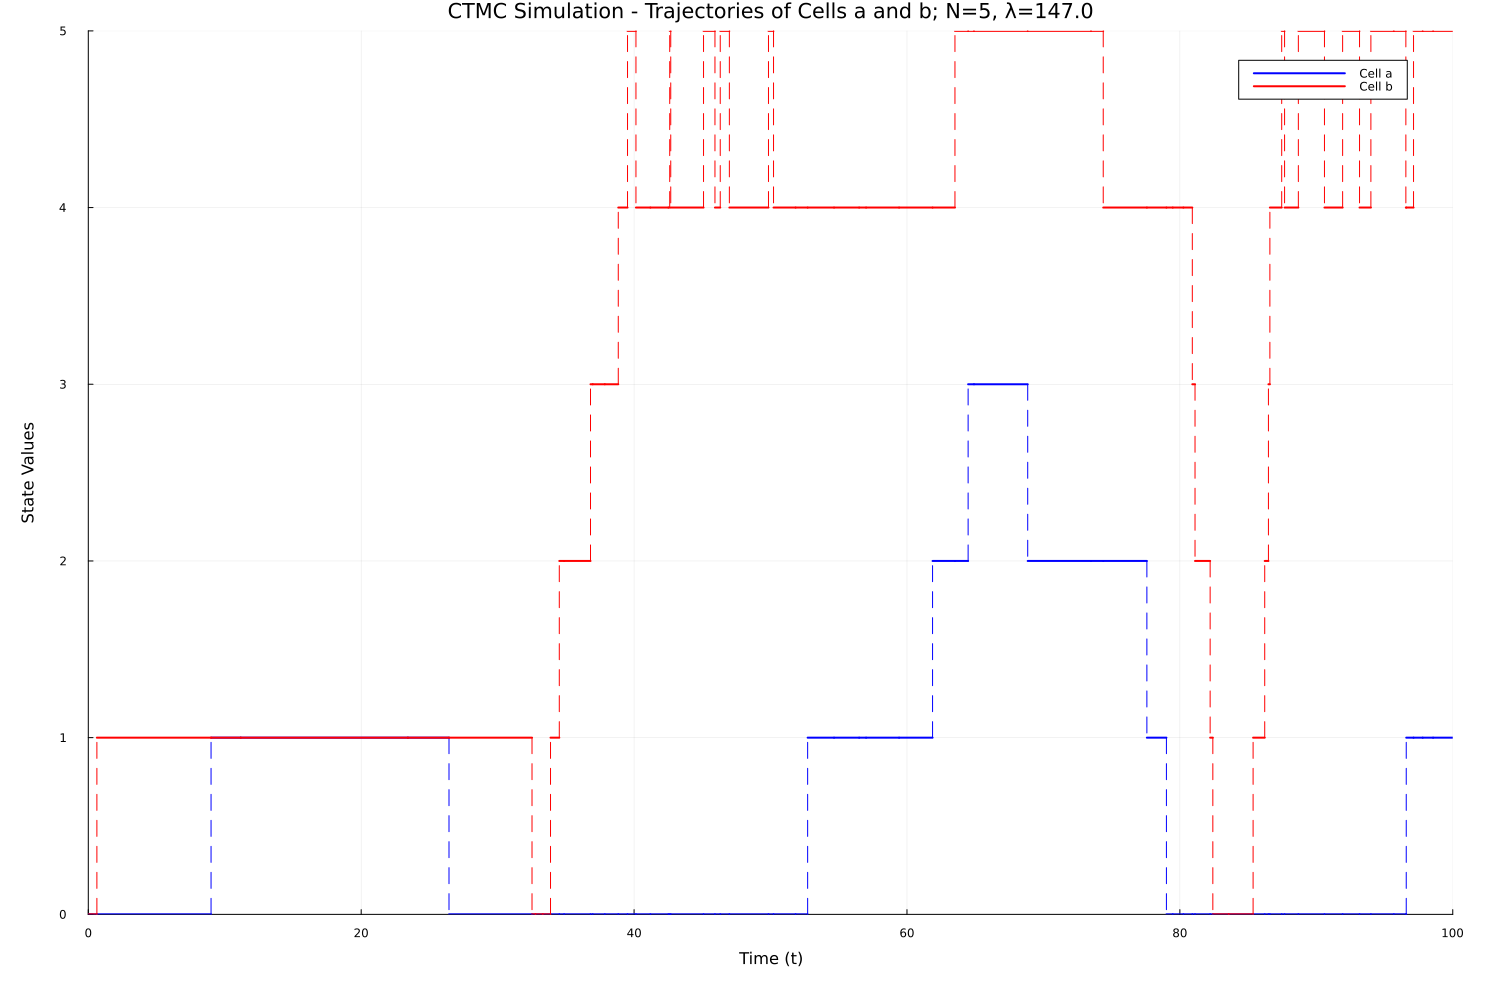 CTMC Simulation - Trajectories of Cells a and b; N=5, λ=147.0
5
Cell a
Cell b
4
3
State Values
2
1
0
0 20 40 60 80 100
Time (t)